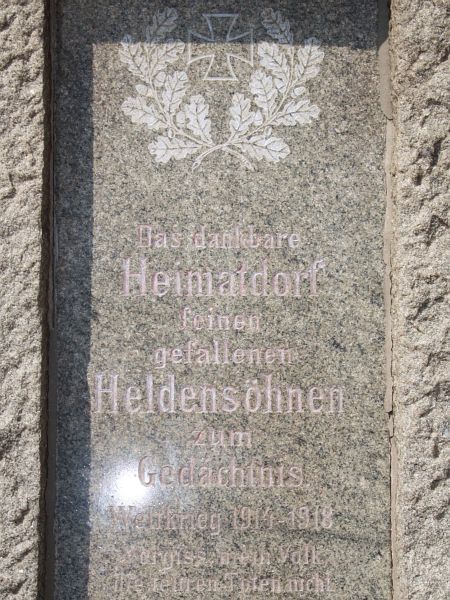 Das dankbare
Heimatdorf
seinen
gefallenen
Heldensöhnen
zum
Gedächtnis.
Weltkrieg 1914-1918
Vergiss, mein Volk,
die teuren Toten nicht.